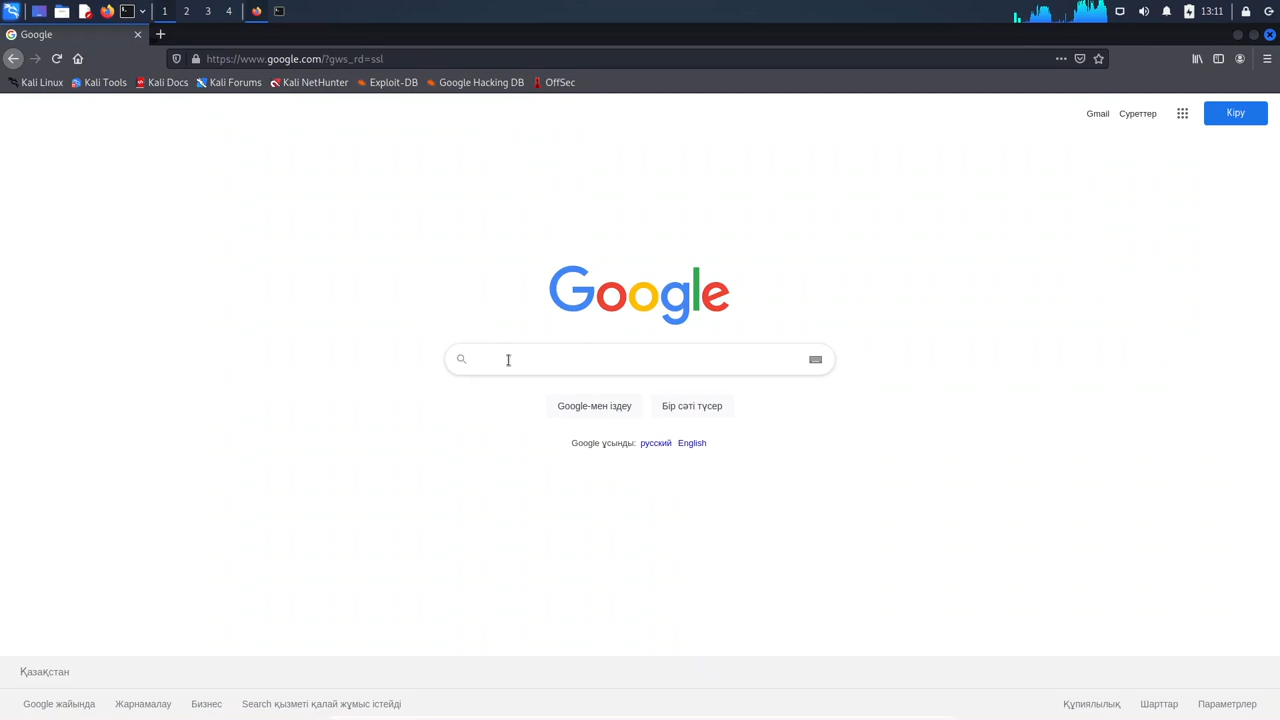 1 2 3 4 13:11
Google
https://www.google.com/?gws_rd=ssl
Kali Linux Kali Tools Kali Docs Kali Forums Kali NetHunter Exploit-DB Google Hacking DB OffSec
Gmail Суреттер Кіру
Google
Google-мен іздеу Бір сәті түсер
Google ұсынды: русский English
Қазақстан
Google жайында Жарнамалау Бизнес Search қызметі қалай жұмыс істейді Құпиялылық Шарттар Параметрлер